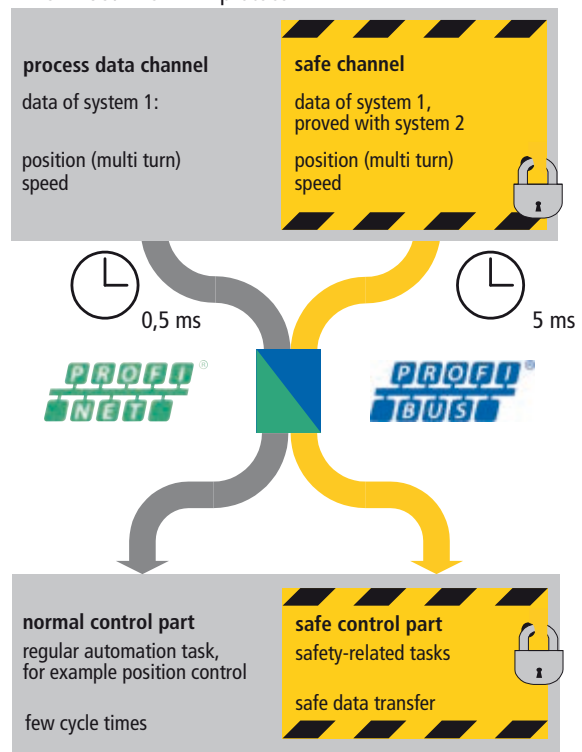 process data channel
data of system 1:
position (multi turn)
speed
safe channel
data of system 1,
proved with system 2
position (multi turn)
speed
0,5 ms
5 ms
PROFI®
NET
PROFI®
BUS
normal control part
regular automation task,
for example position control
few cycle times
safe control part
safety-related tasks
safe data transfer